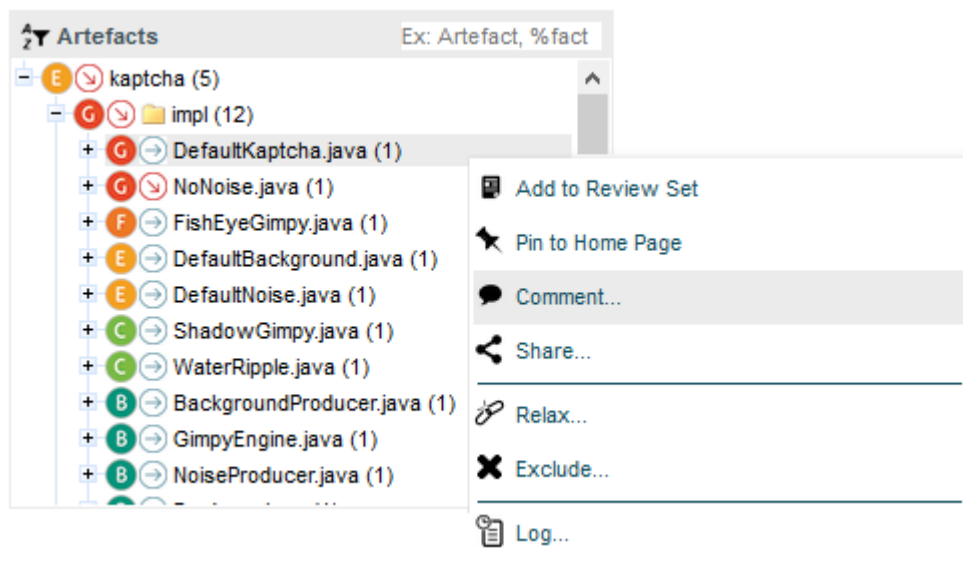 Artefacts Ex: Artefact, %fact
E kaptcha (5)
G impl (12)
G DefaultKaptcha.java (1)
G NoNoise.java (1)
F FishEyeGimpy.java (1)
E DefaultBackground.java (1)
E DefaultNoise.java (1)
C ShadowGimpy.java (1)
C WaterRipple.java (1)
B BackgroundProducer.java (1)
B GimpyEngine.java (1)
B NoiseProducer.java (1)
Add to Review Set
Pin to Home Page
Comment...
Share...
Relax...
Exclude...
Log...